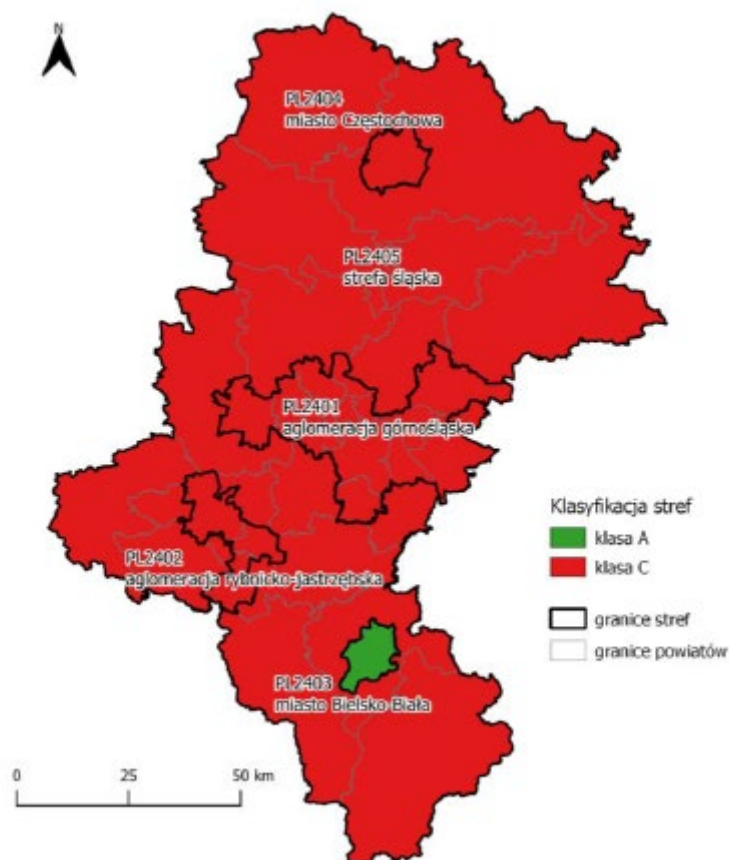 N
PL2404
miasto Częstochowa
PL2405
strefa śląska
PL2401
aglomeracja górnośląska
PL2402
aglomeracja rybnicko-jastrzębska
PL2403
miasto Bielsko-Biała
Klasyfikacja stref
klasa A
klasa C
granice stref
granice powiatów
0 25 50 km